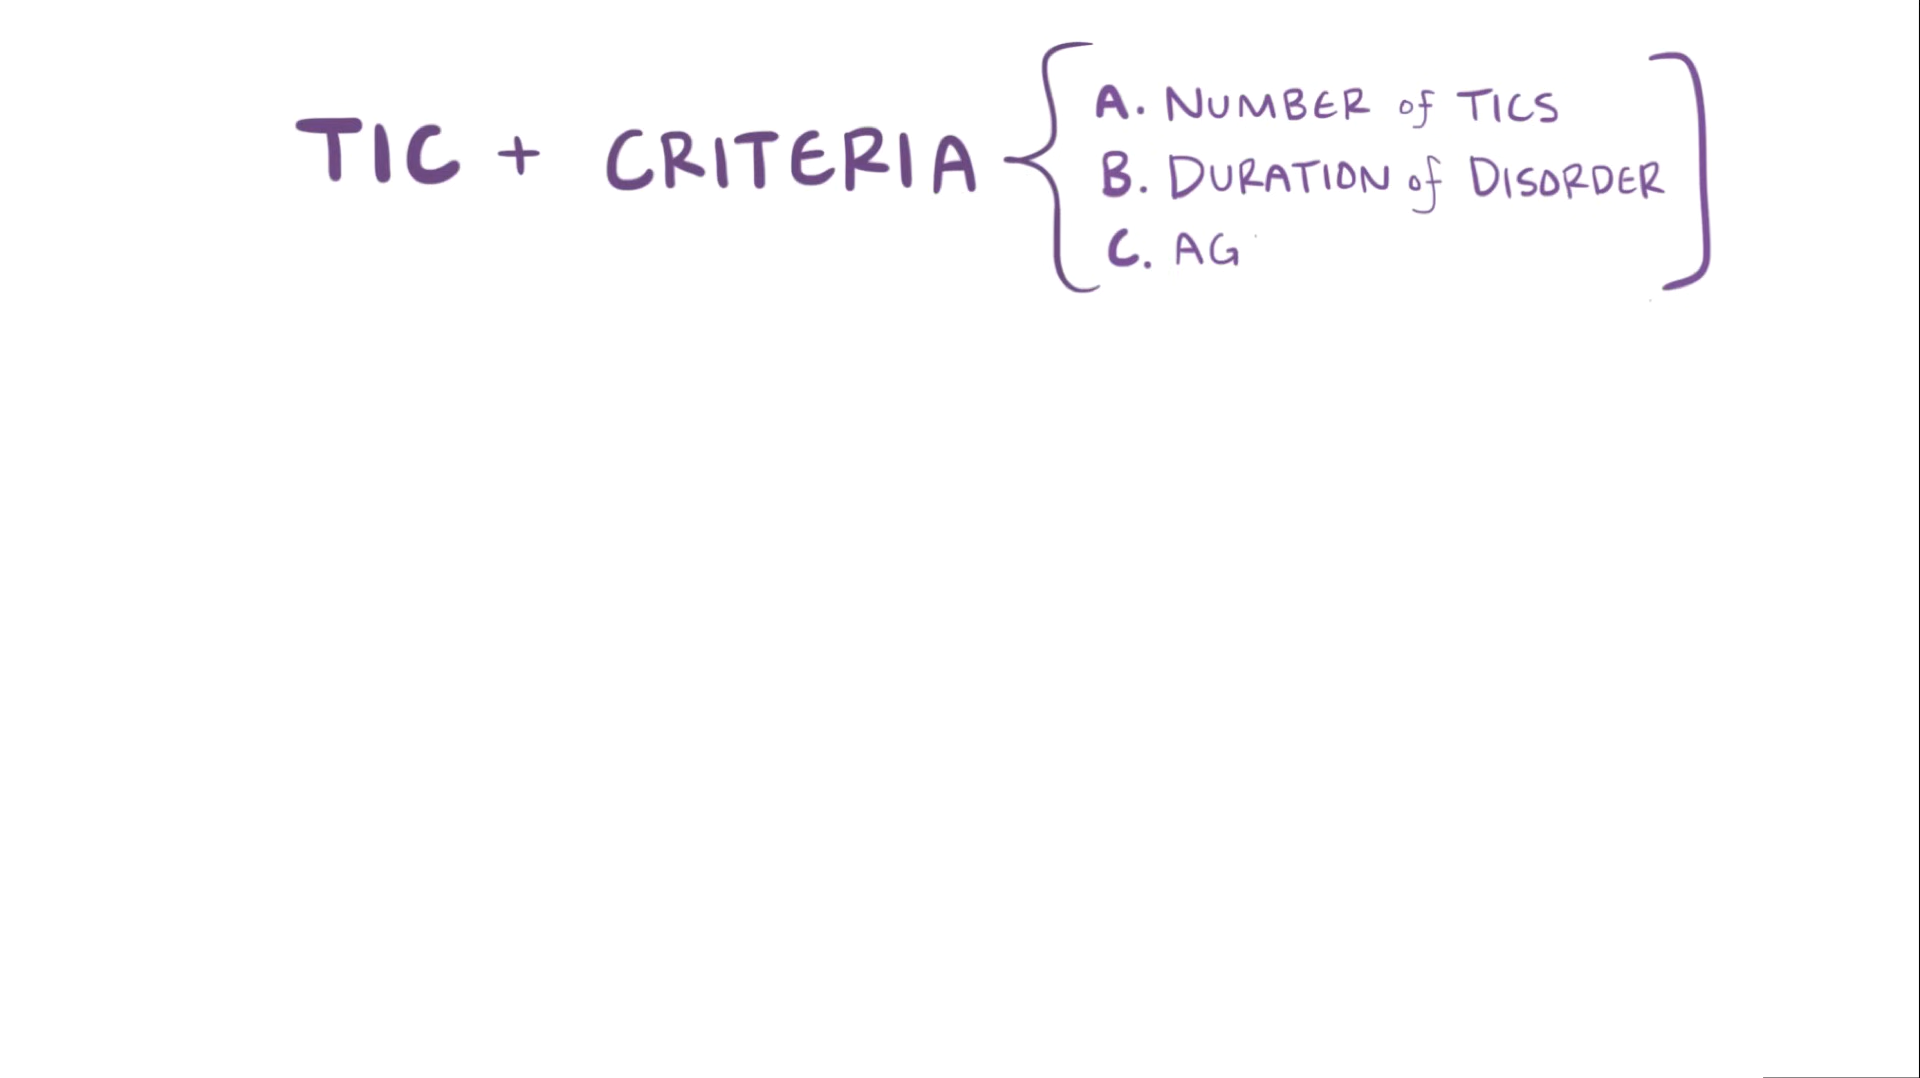 TIC + CRITERIA
A. NUMBER of TICS
B. DURATION of DISORDER
C. AG